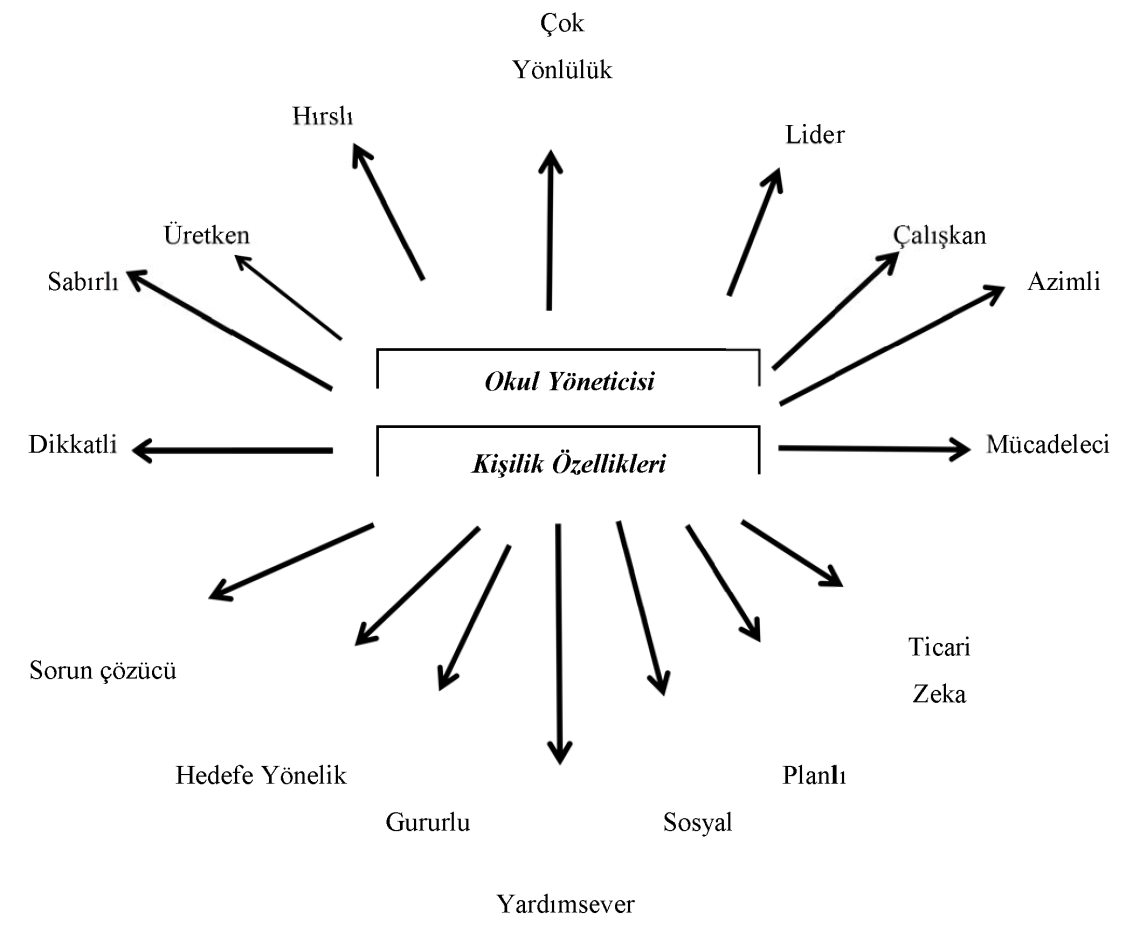 Çok
Yönlülük
Hırslı
Lider
Üretken
Çalışkan
Sabırlı
Azimli
Okul Yöneticisi
Dikkatli
Mücadeleci
Kişilik Özellikleri
Ticari
Sorun çözücü
Zeka
Hedefe Yönelik
Planlı
Gururlu
Sosyal
Yardımsever